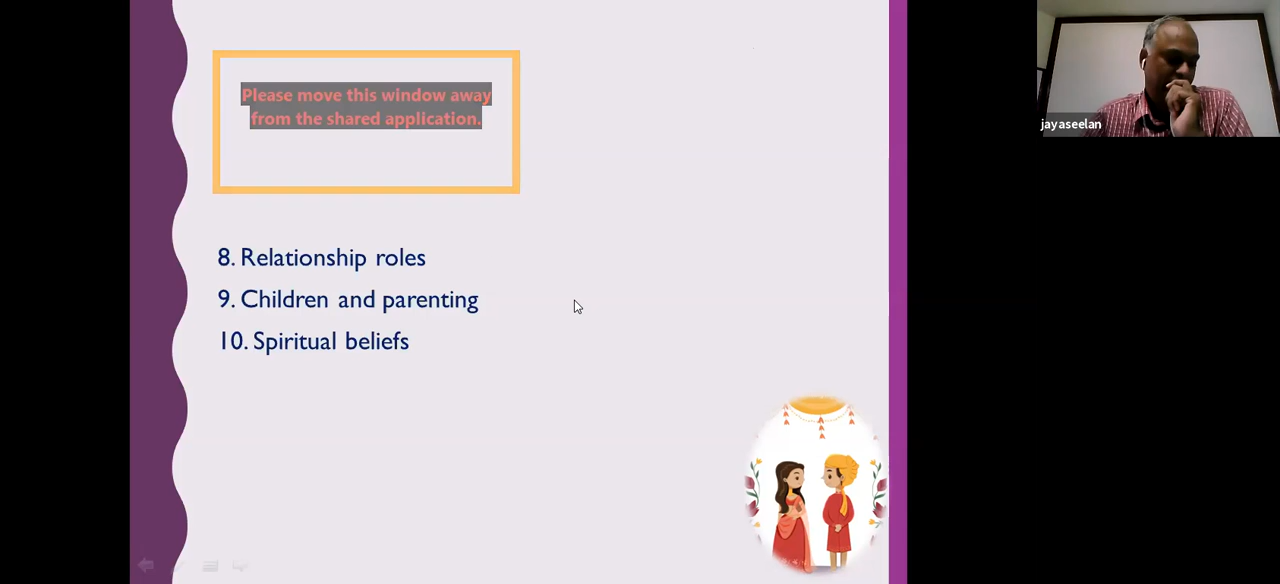 Please move this window away
from the shared application.
jayaseelan
8. Relationship roles
9. Children and parenting
10. Spiritual beliefs